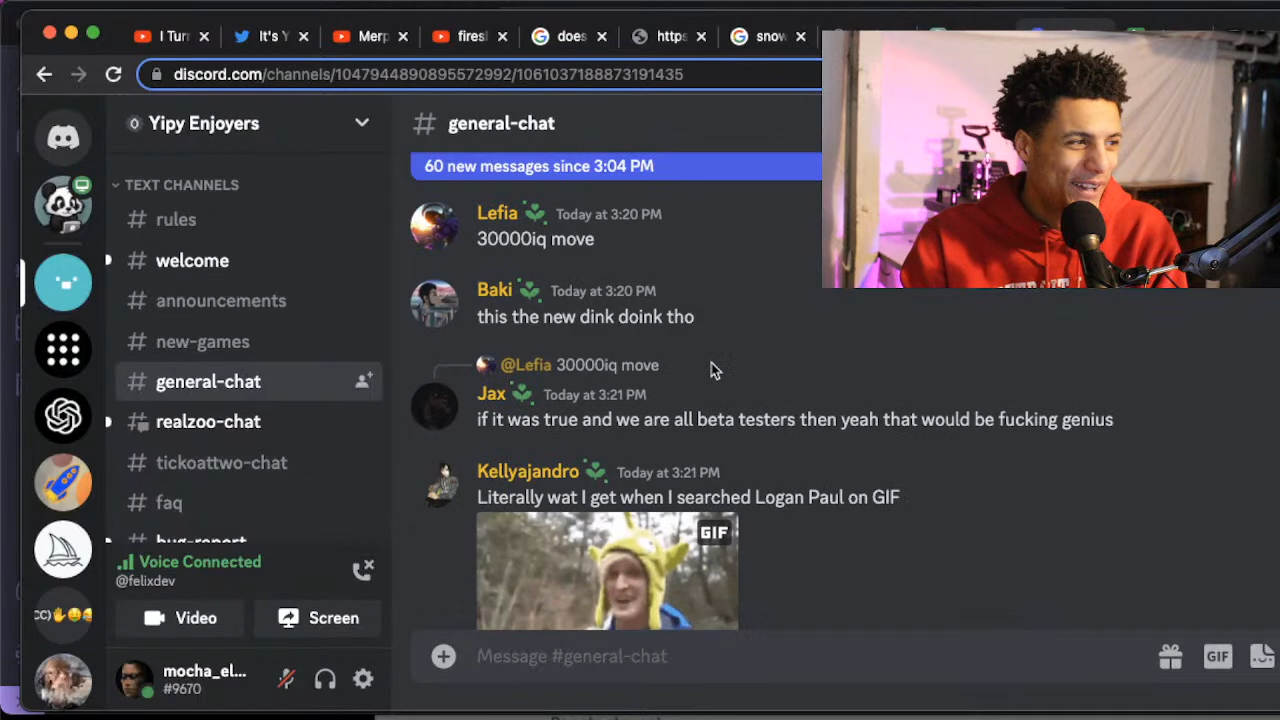 I Turr
It's Y
Merp
fires
does
https
snow
discord.com/channels/1047944890895572992/1061037188873191435
Yipy Enjoyers
general-chat
60 new messages since 3:04 PM
TEXT CHANNELS
rules
welcome
announcements
new-games
general-chat
realzoo-chat
tickoattwo-chat
faq
bug-report
Lefia Today at 3:20 PM
30000iq move
Baki Today at 3:20 PM
this the new dink doink tho
@Lefia 30000iq move
Jax Today at 3:21 PM
if it was true and we are all beta testers then yeah that would be fucking genius
Kellyajandro Today at 3:21 PM
Literally wat I get when I searched Logan Paul on GIF
GIF
Voice Connected
@felixdev
Video
Screen
mocha_el...
#9670
Message #general-chat
GIF